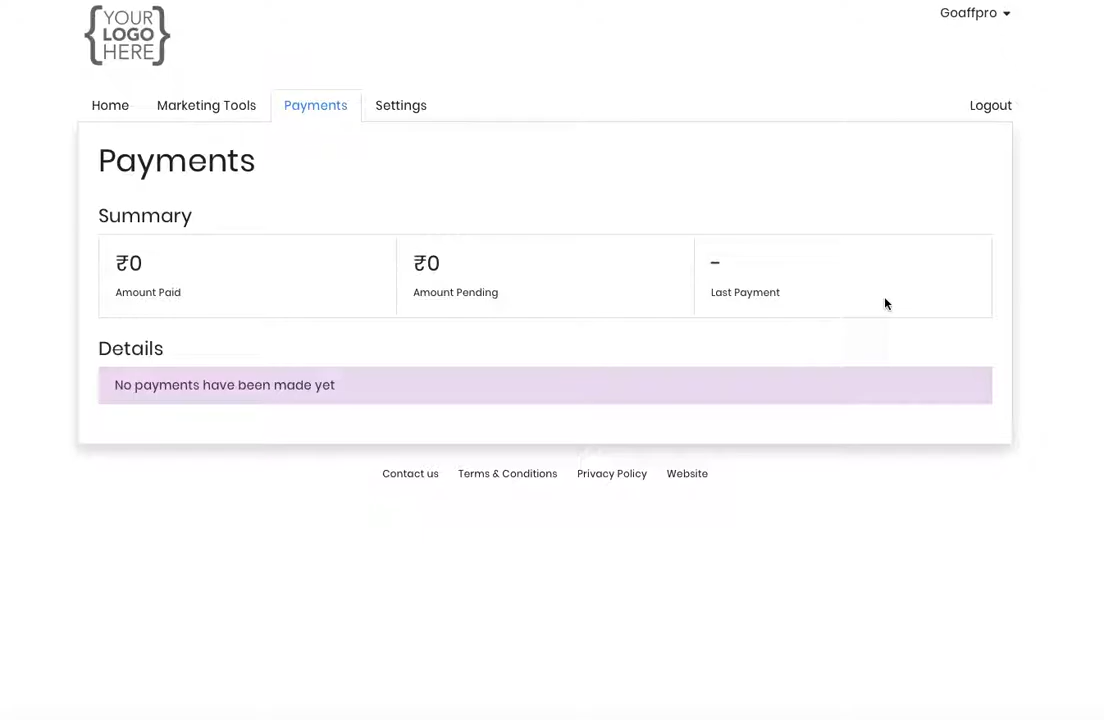 {YOUR
LOGO
HERE}
Goaffpro
Home Marketing Tools Payments Settings Logout
Payments
Summary
₹0 ₹0 -
Amount Paid Amount Pending Last Payment
Details
No payments have been made yet
Contact us Terms & Conditions Privacy Policy Website